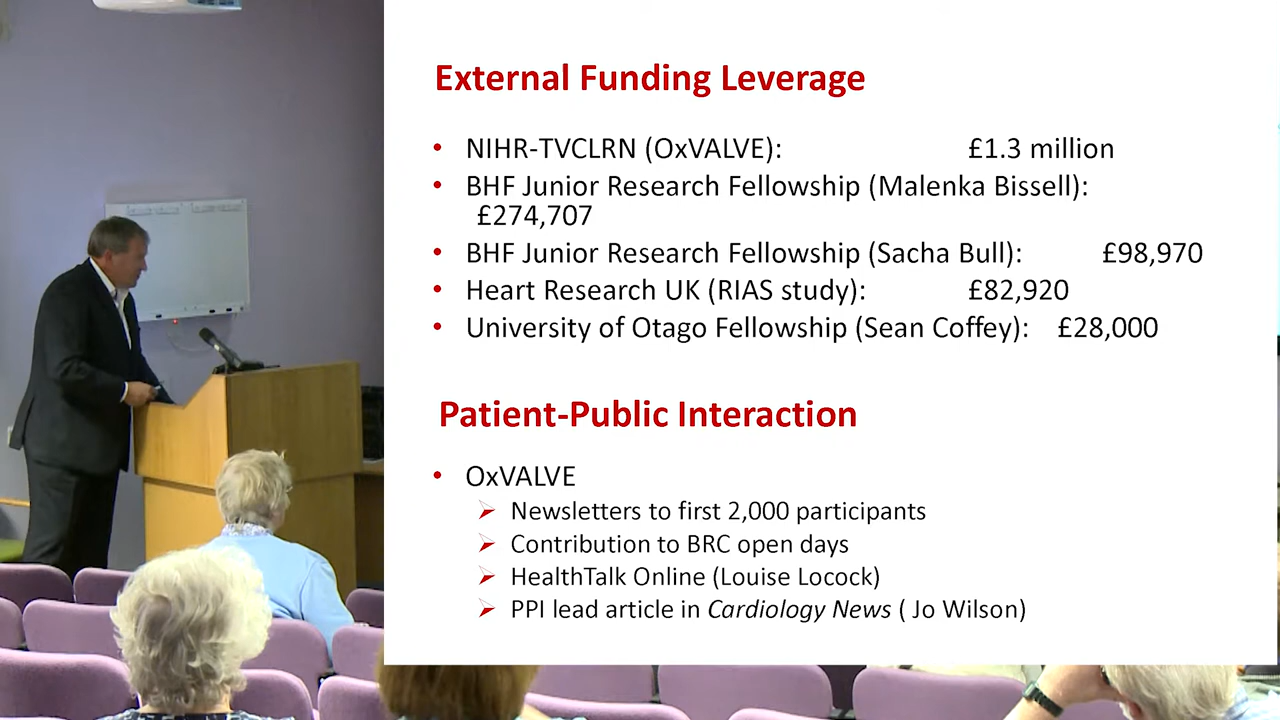 External Funding Leverage
• NIHR-TVCLRN (OxVALVE): £1.3 million
• BHF Junior Research Fellowship (Malenka Bissell):
£274,707
• BHF Junior Research Fellowship (Sacha Bull): £98,970
• Heart Research UK (RIAS study): £82,920
• University of Otago Fellowship (Sean Coffey): £28,000
Patient-Public Interaction
• OxVALVE
➢ Newsletters to first 2,000 participants
➢ Contribution to BRC open days
➢ HealthTalk Online (Louise Locock)
➢ PPI lead article in Cardiology News ( Jo Wilson)